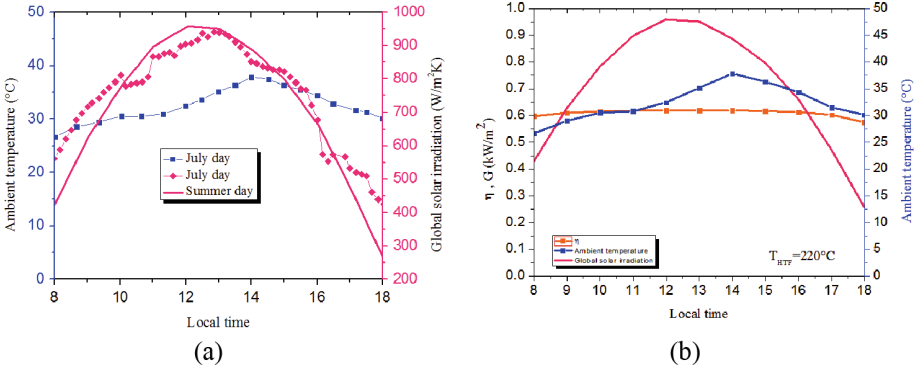 (a)
50
40
30
20
10
0
Ambient temperature (°C)
1000
900
800
700
600
500
400
300
200
Global solar irradiation (W/m²K)
July day
July day
Summer day
8 10 12 14 16 18
Local time
(a)
(b)
1.0
0.9
0.8
0.7
0.6
0.5
0.4
0.3
0.2
0.1
0.0
η , G (kW/m²)
50
45
40
35
30
25
20
15
10
5
0
Ambient temperature (°C)
η
Ambient temperature
Global solar irradiation
T_HTF=220°C
8 9 10 11 12 13 14 15 16 17 18
Local time
(b)